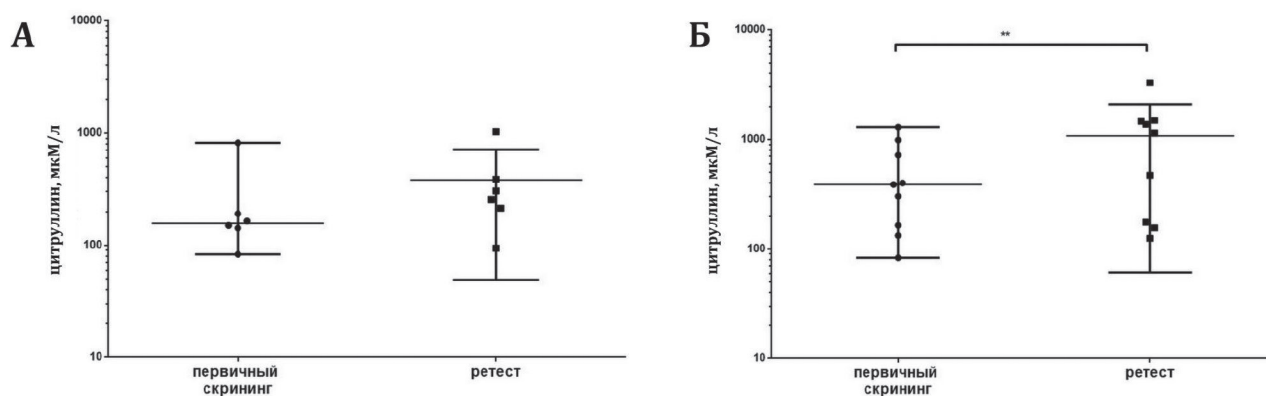 А
цитруллин, мкМ/л
10000
1000
100
10
первичный
скрининг
ретест
Б
**
цитруллин, мкМ/л
10000
1000
100
10
первичный
скрининг
ретест